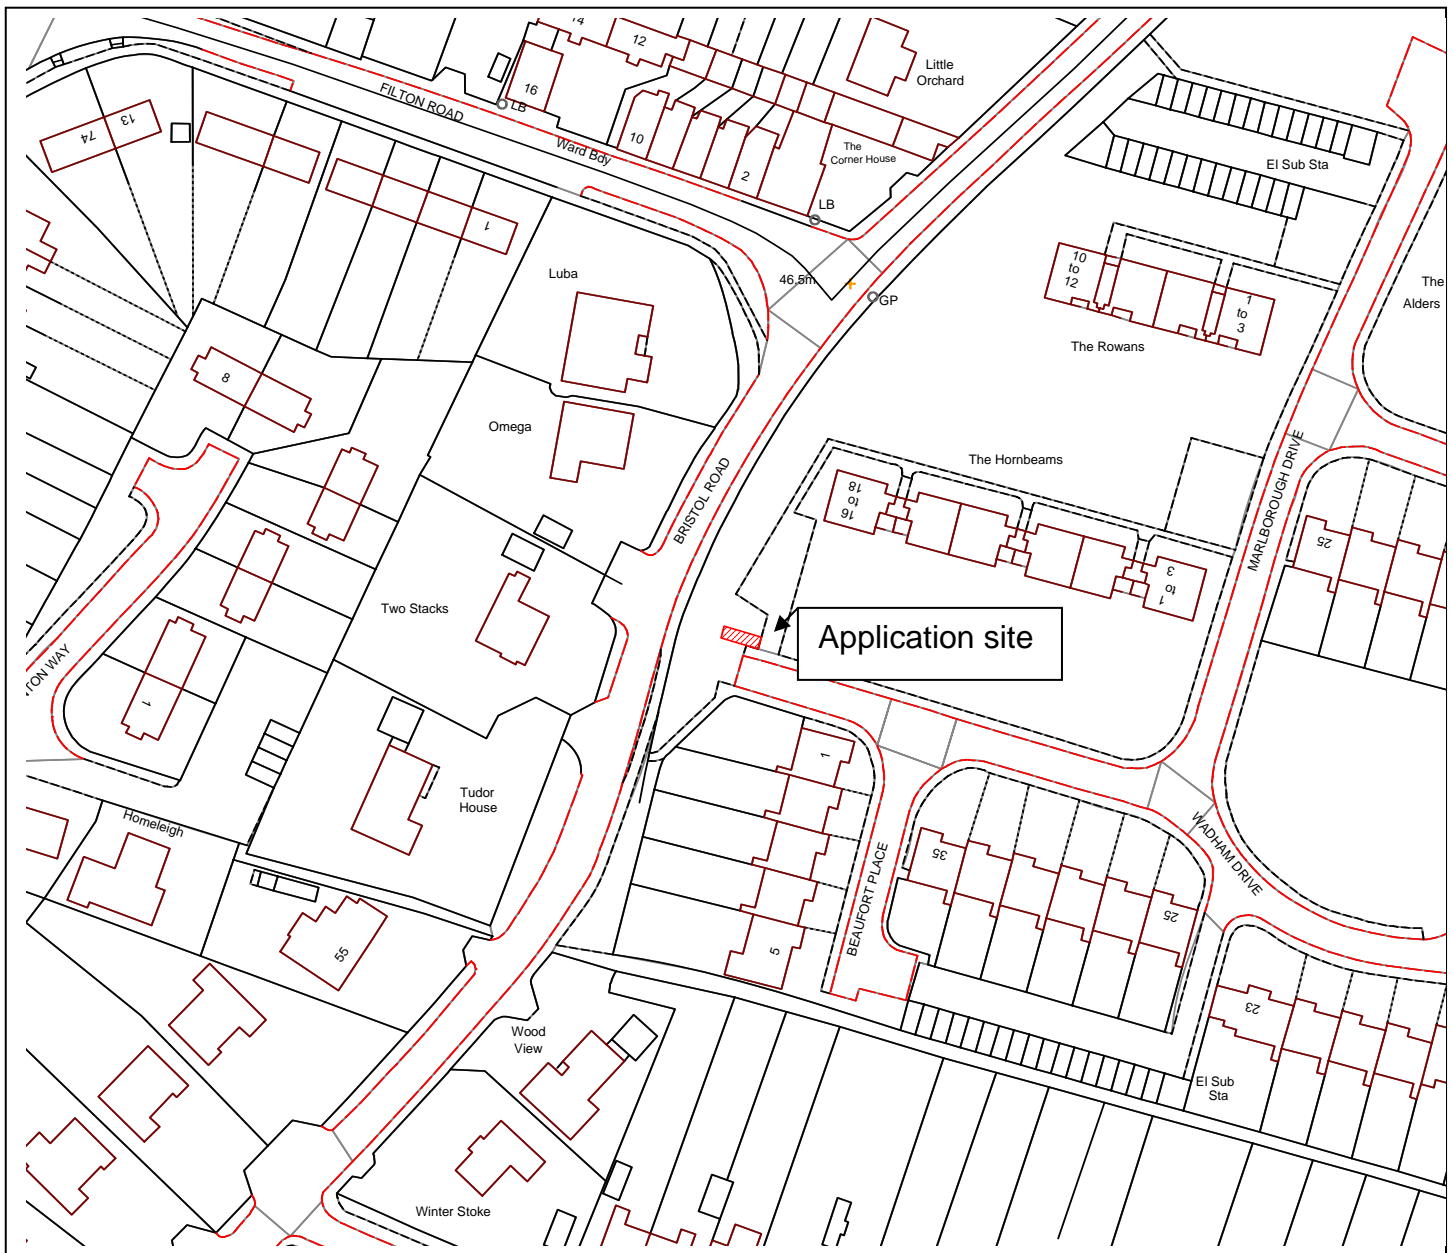 14
12
Little
Orchard
16
LB
FILTON ROAD
Ward Bdy
10
2
The
Corner House
LB
El Sub Sta
13
74
1
Luba
46.5m
GP
10
to
12
1
to
3
The
Alders
The Rowans
8
Omega
BRISTOL ROAD
The Hornbeams
16
to
18
MARLBOROUGH DRIVE
25
1
to
3
Two Stacks
Application site
TON WAY
1
1
Tudor
House
Homeleigh
BEAUFORT PLACE
35
25
WADHAM DRIVE
55
5
23
Wood
View
El Sub
Sta
Winter Stoke